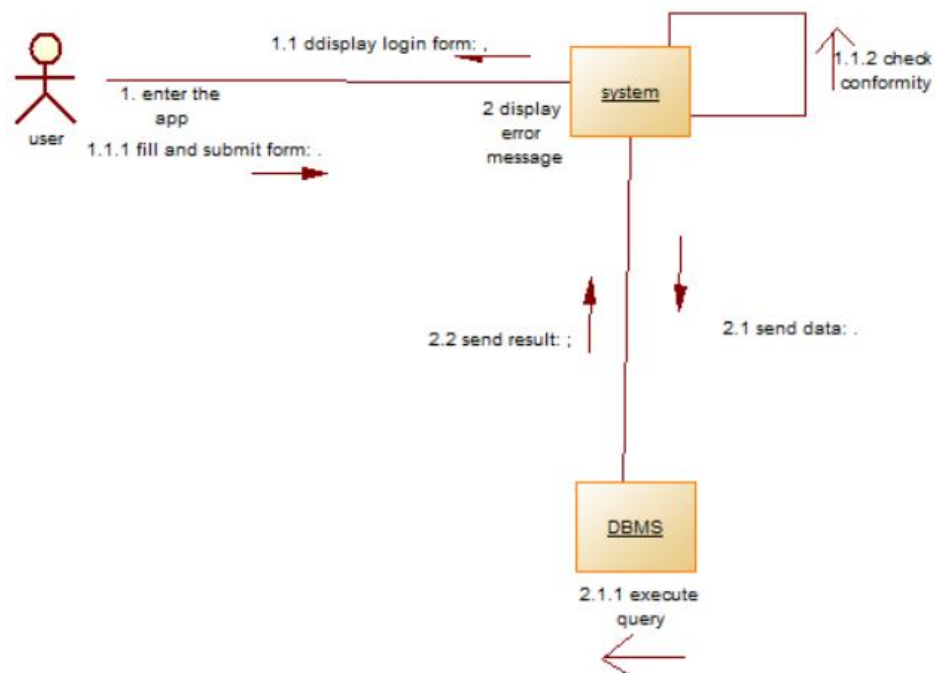 1.1 ddisplay login form: ,
1.1.2 check
conformity
system
1. enter the
app
2 display
error
message
user
1.1.1 fill and submit form: .
2.2 send result: ;
2.1 send data: .
DBMS
2.1.1 execute
query